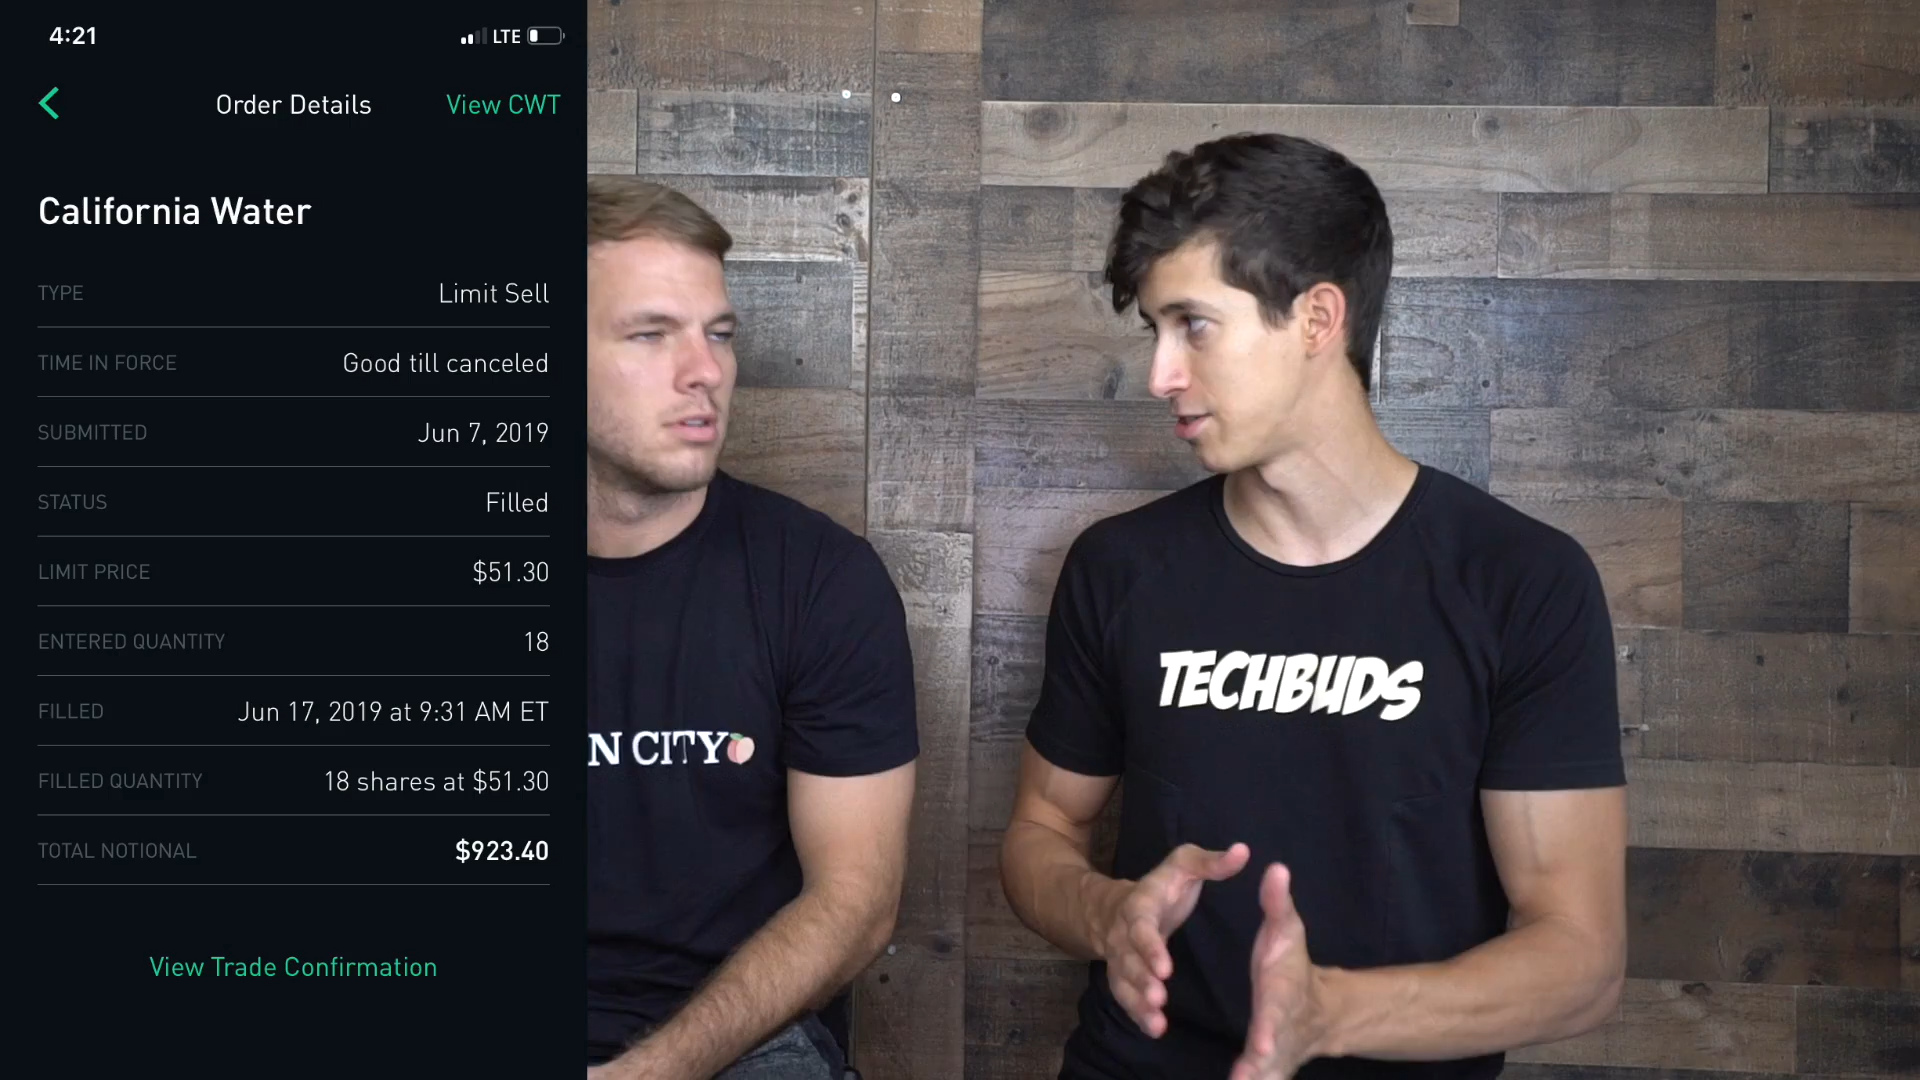 4:21
LTE
Order Details
View CWT
California Water
TYPE
Limit Sell
TIME IN FORCE
Good till canceled
SUBMITTED
Jun 7, 2019
STATUS
Filled
LIMIT PRICE
$51.30
ENTERED QUANTITY
18
FILLED
Jun 17, 2019 at 9:31 AM ET
FILLED QUANTITY
18 shares at $51.30
TOTAL NOTIONAL
$923.40
View Trade Confirmation
N CITY
TECHBUDS